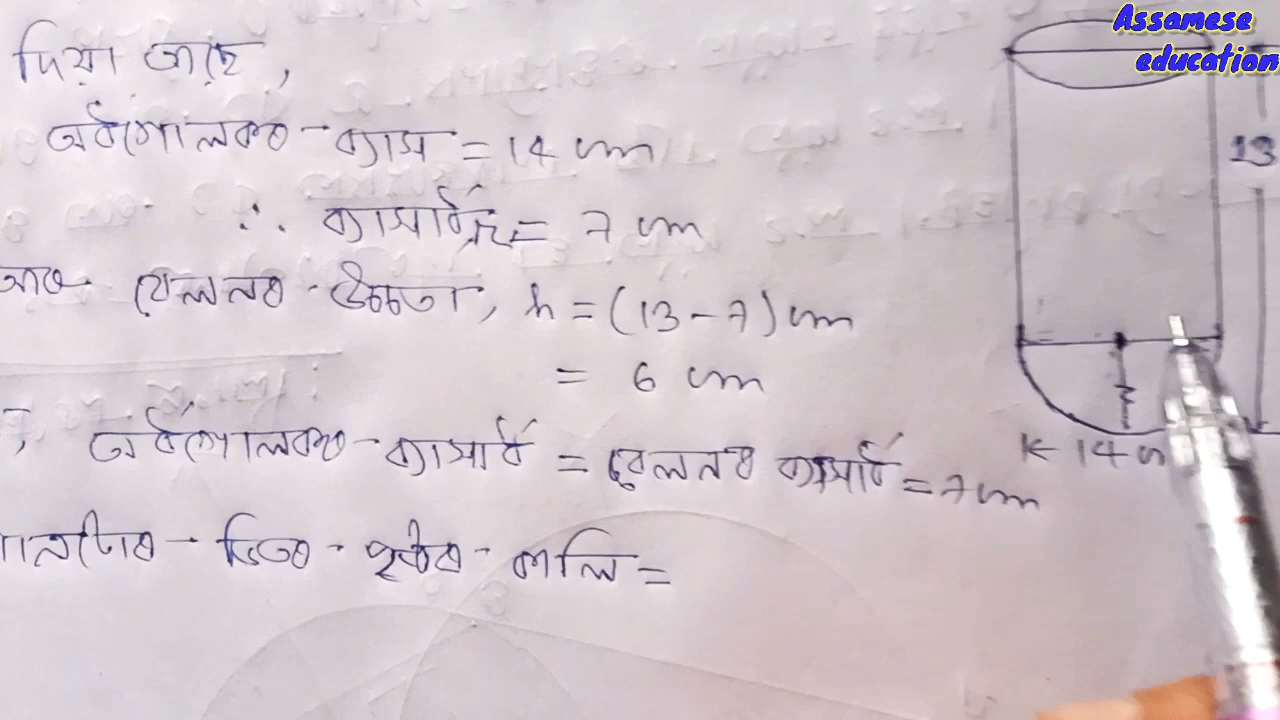 Assamese
education
দিয়া আছে,
অৰ্ধগোলকৰ ব্যাস = 14 cm
∴ ব্যাসাৰ্ধ, r = 7 cm
আৰু বেলনৰ উচ্চতা, h = (13 - 7) cm
= 6 cm
, অৰ্ধগোলকৰ ব্যাসাৰ্ধ = বেলনৰ ব্যাসাৰ্ধ = 7 cm
ভিতৰ পৃষ্ঠৰ কালি =
13
r
14